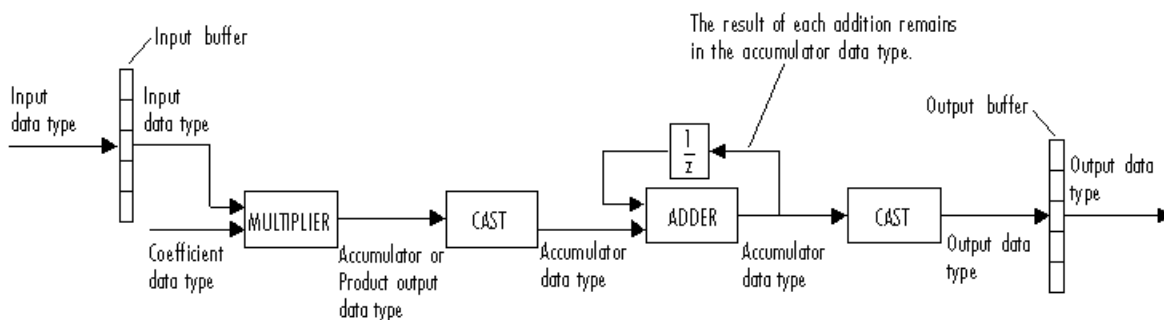 The result of each addition remains
in the accumulator data type.
Input buffer
Input
data type
Input
data type
Output buffer
1
z
Output data
type
MULTIPLIER
CAST
ADDER
CAST
Coefficient
data type
Accumulator or
Product output
data type
Accumulator
data type
Accumulator
data type
Output data
type